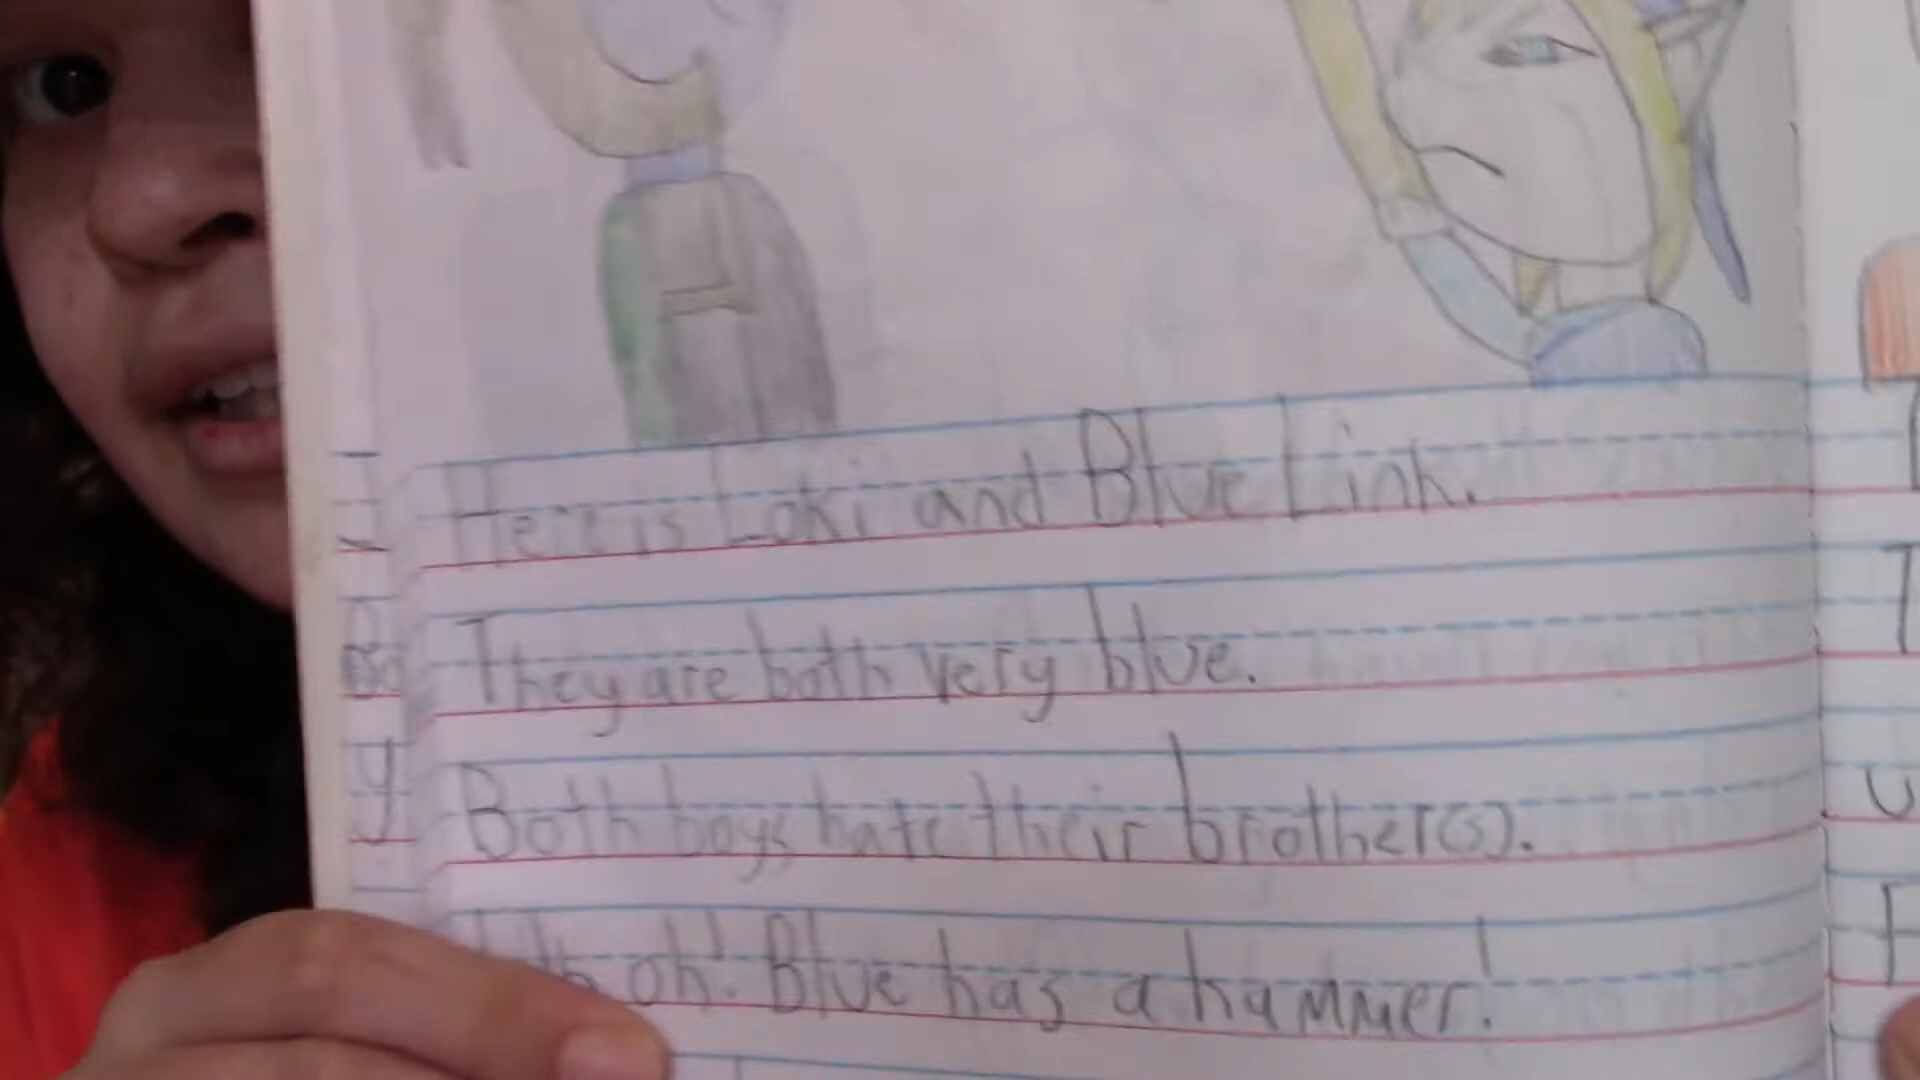 Here is Loki and Blue Link.
They are both very blue.
Both boys hate their brother(s).
oh! Blue has a hammer!